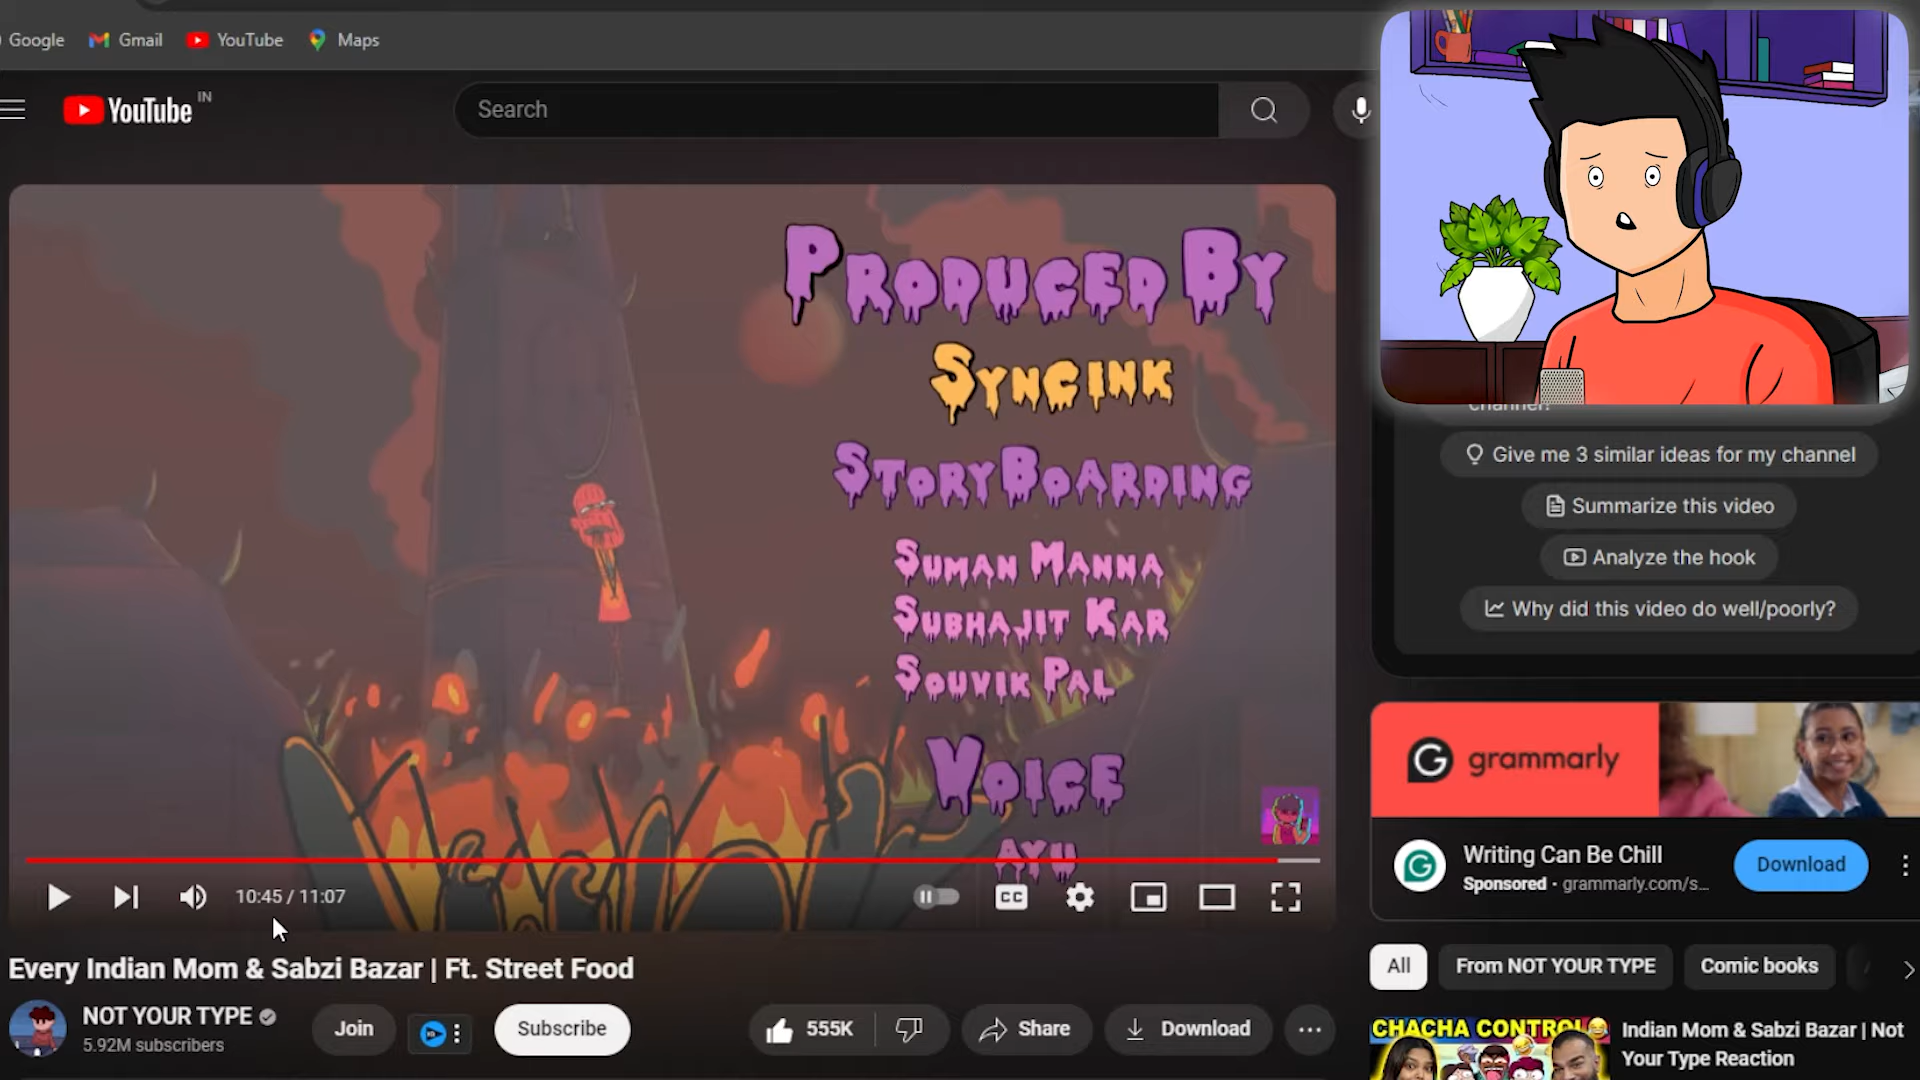 Google
Gmail
YouTube
Maps
YouTube IN
Search
PRODUCED BY
SYNCINK
STORYBOARDING
SUMAN MANNA
SUBHAJIT KAR
SOUVIK PAL
VOICE
AYU
10:45 / 11:07
CC
Every Indian Mom & Sabzi Bazar | Ft. Street Food
NOT YOUR TYPE
5.92M subscribers
Join
Subscribe
555K
Share
Download
channel!
Give me 3 similar ideas for my channel
Summarize this video
Analyze the hook
Why did this video do well/poorly?
grammarly
Writing Can Be Chill
Sponsored · grammarly.com/s...
Download
All
From NOT YOUR TYPE
Comic books
CHACHA CONTROL
Indian Mom & Sabzi Bazar | Not
Your Type Reaction